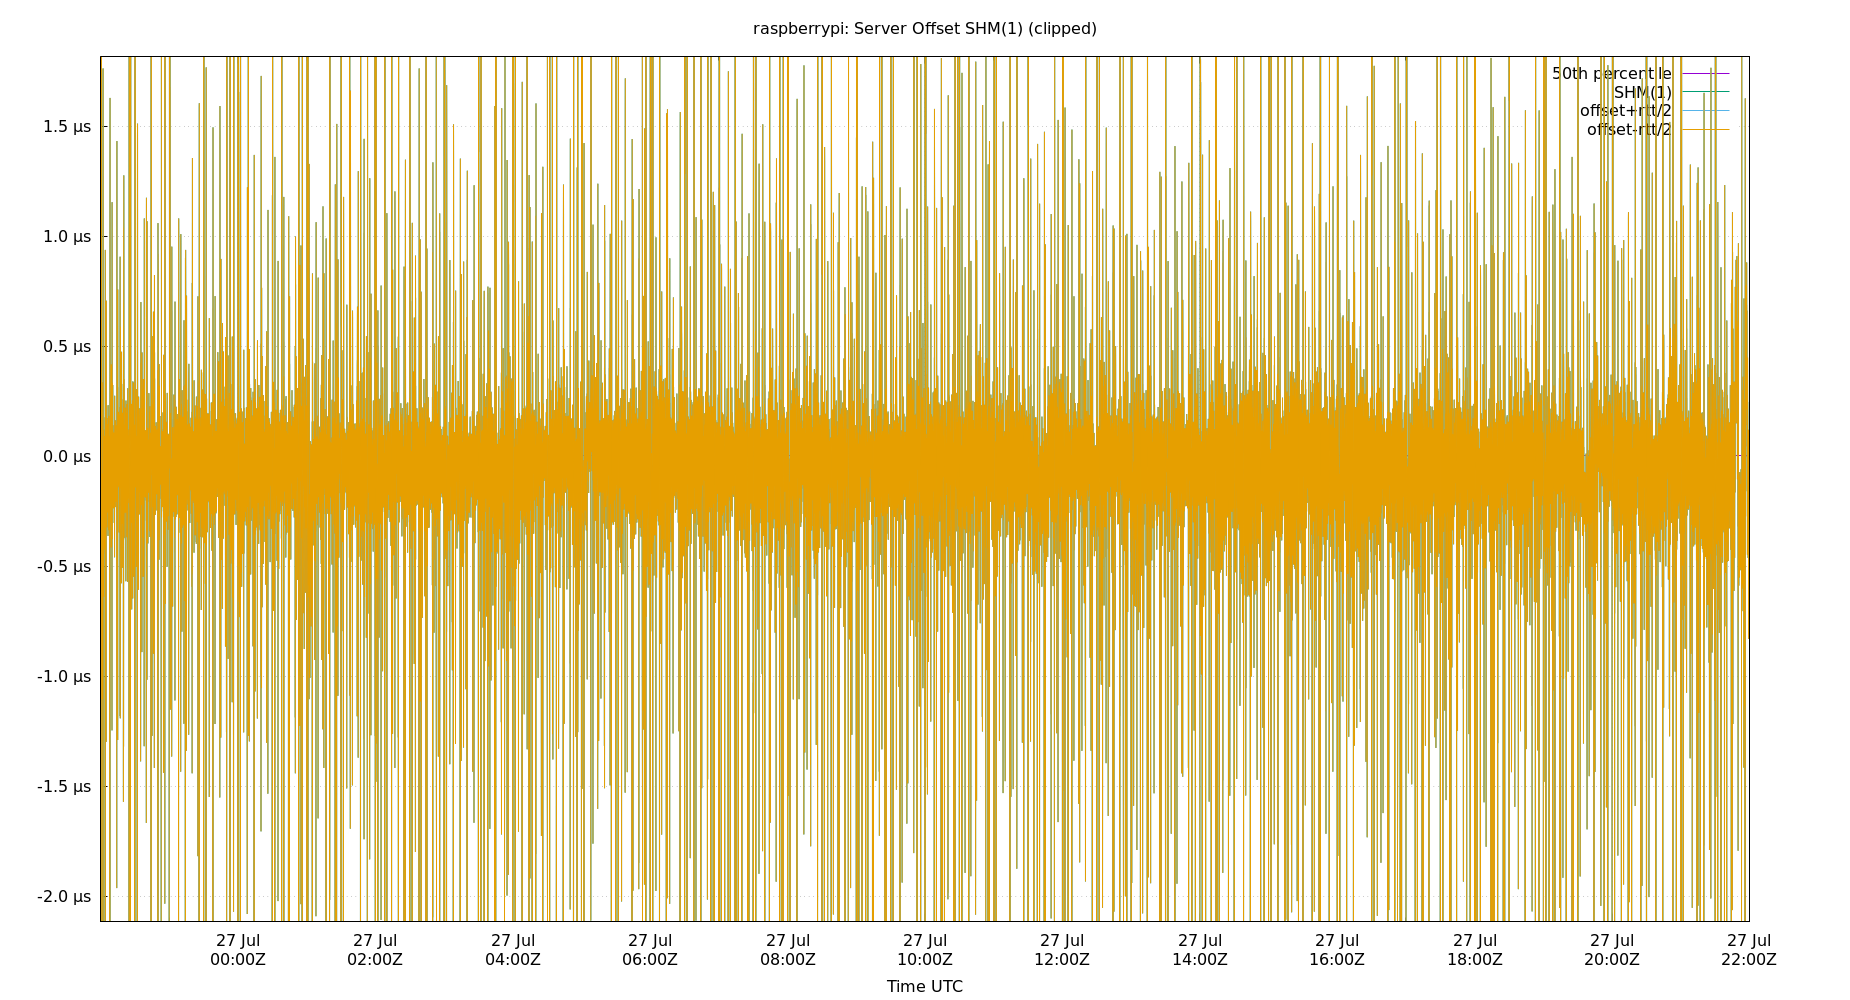 raspberrypi: Server Offset SHM(1) (clipped)
50th percentile
SHM(1)
offset+rtt/2
offset-rtt/2
1.5 µs
1.0 µs
0.5 µs
0.0 µs
-0.5 µs
-1.0 µs
-1.5 µs
-2.0 µs
27 Jul 27 Jul 27 Jul 27 Jul 27 Jul 27 Jul 27 Jul 27 Jul 27 Jul 27 Jul 27 Jul 27 Jul
00:00Z 02:00Z 04:00Z 06:00Z 08:00Z 10:00Z 12:00Z 14:00Z 16:00Z 18:00Z 20:00Z 22:00Z
Time UTC